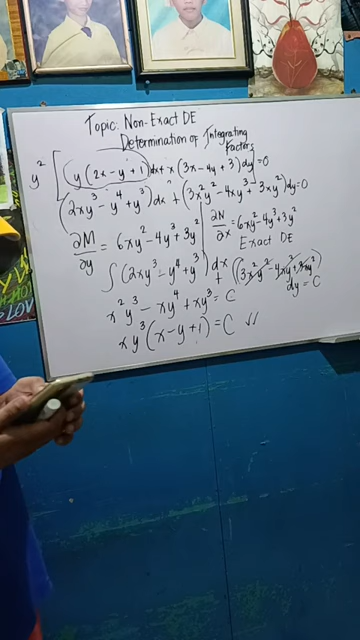 Topic: Non-Exact DE
Determination of Integrating Factors
y² [ y(2x-y+1)dx + x(3x-4y+3)dy=0
(2xy³-y⁴+y³)dx + (3x²y²-4xy³+3xy²)dy=0
∂M/∂y = 6xy²-4y³+3y² | ∂N/∂x = 6xy²-4y³+3y²
Exact DE
∫(2xy³-y⁴+y³)dx + (3x²y²-4xy³+3xy²)dy = C
x²y³-xy⁴+xy³ = C
xy³(x-y+1)=C //